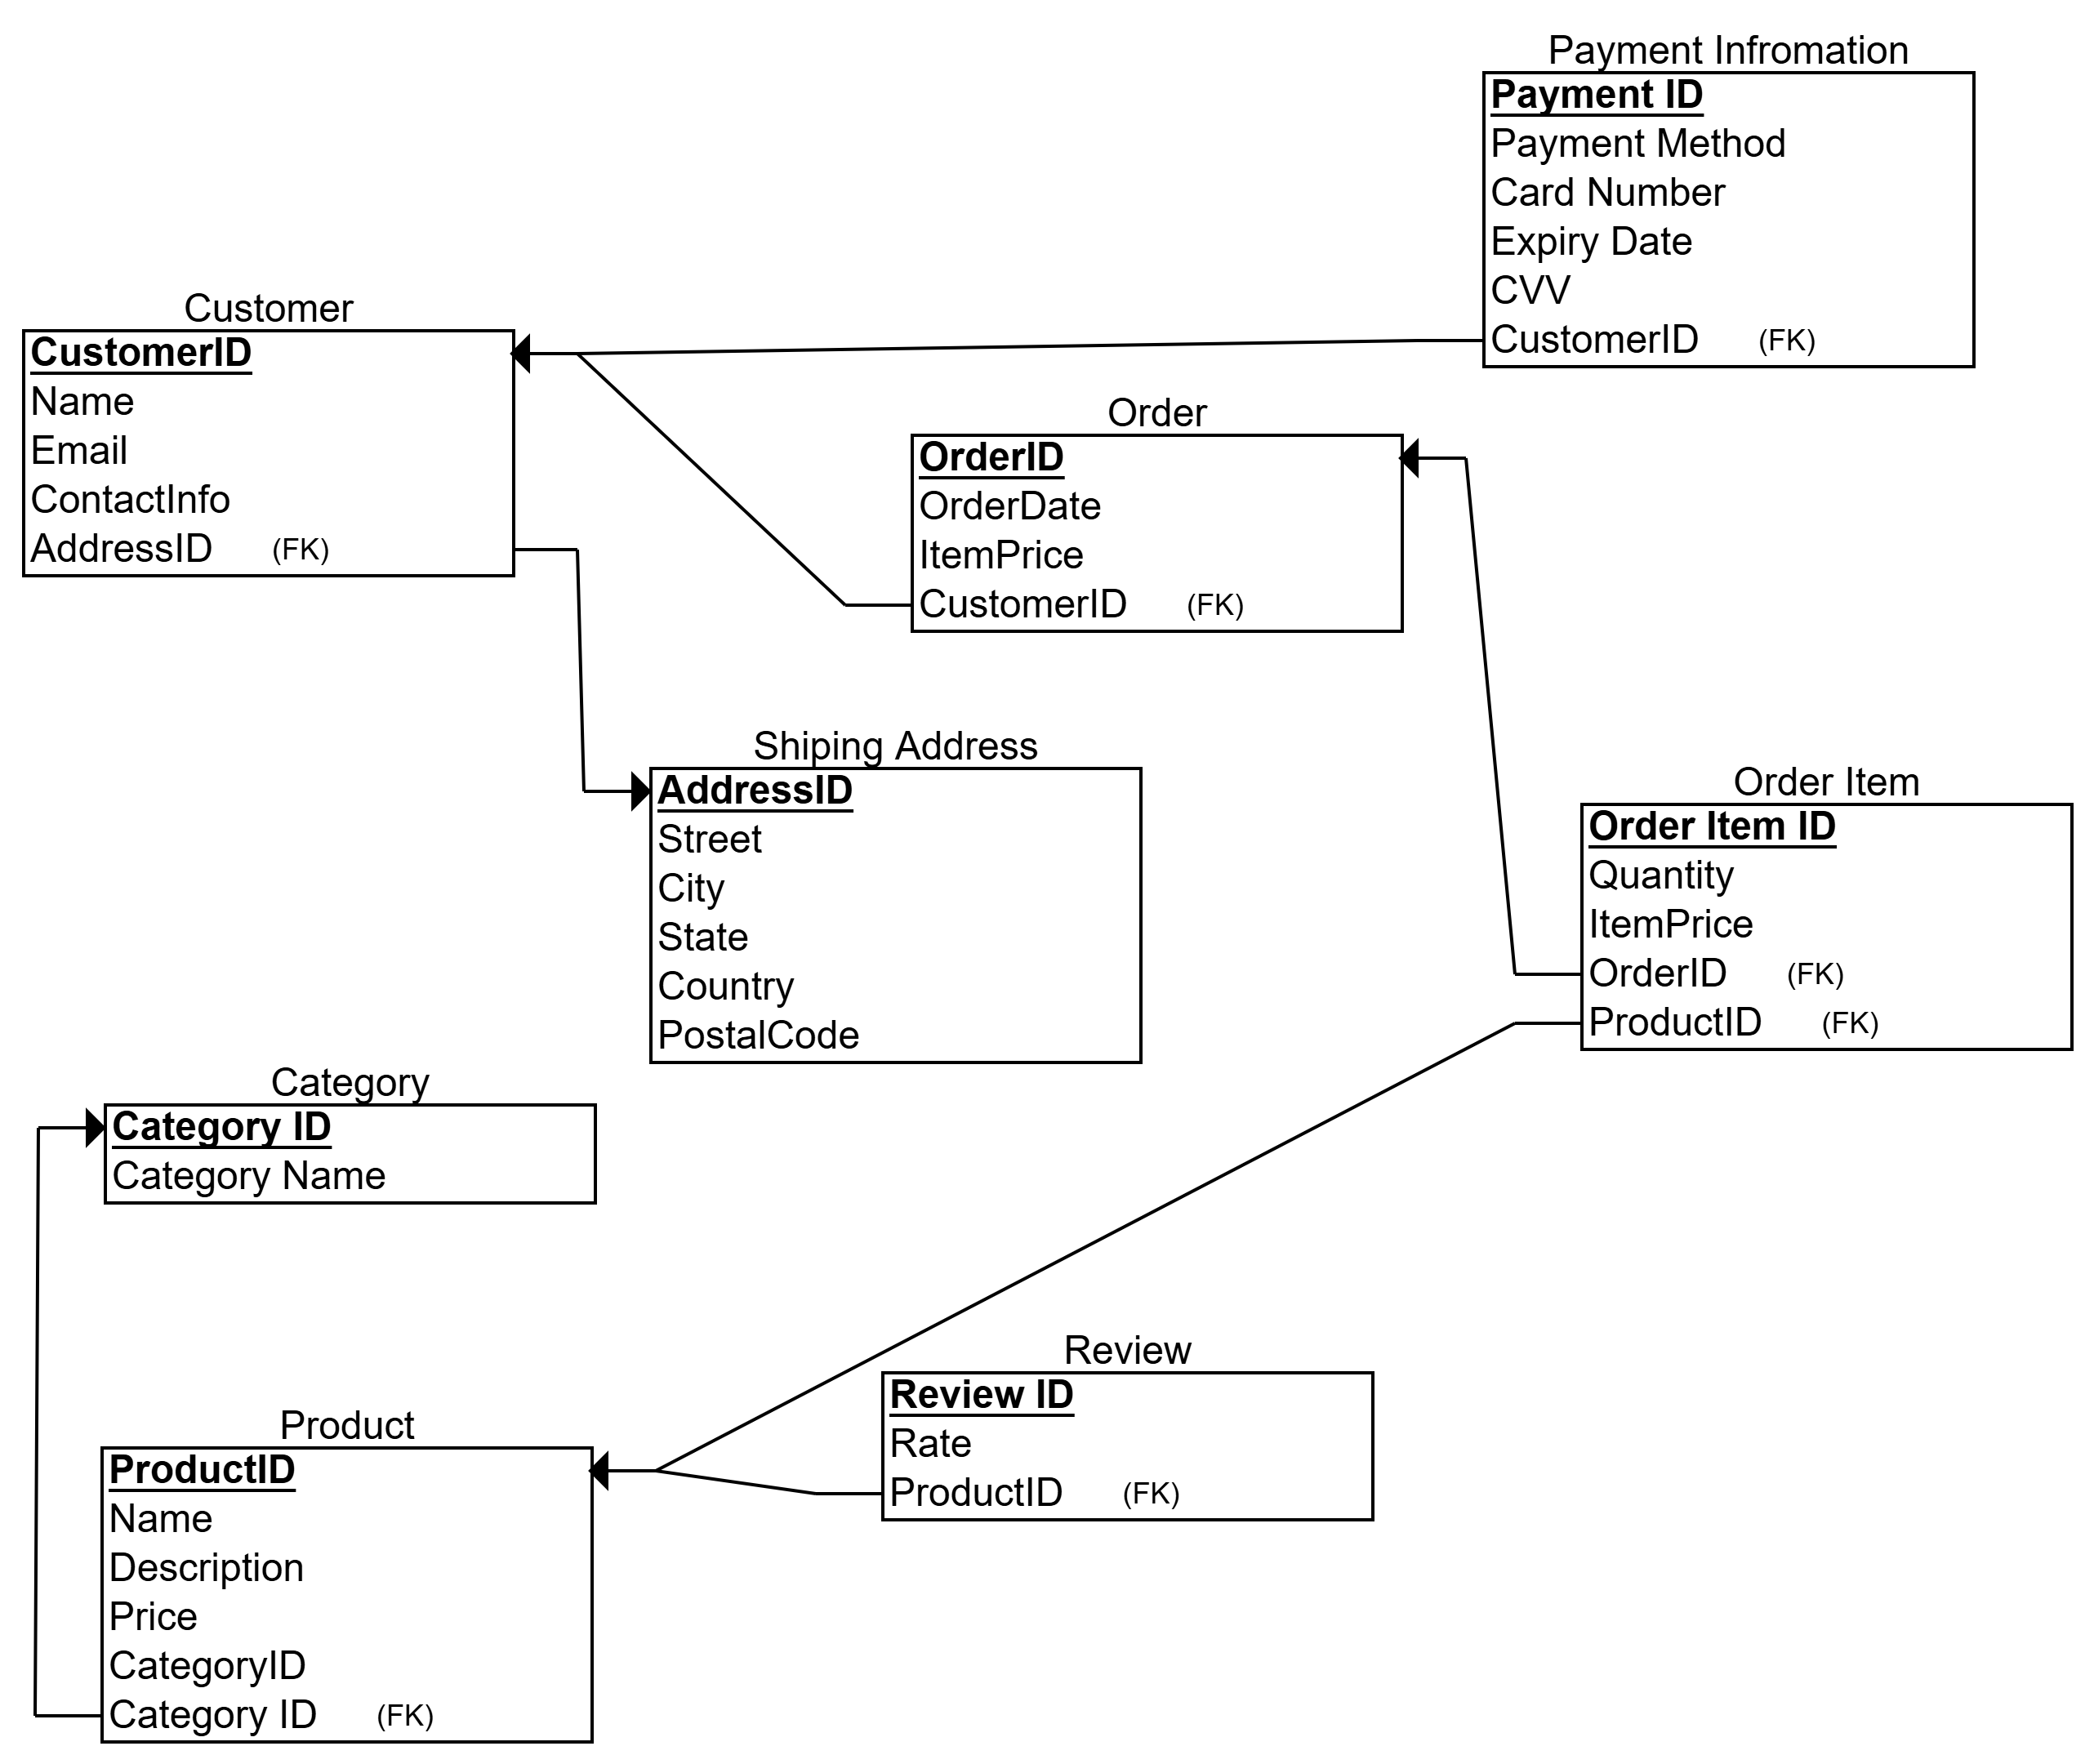 Payment Infromation
Payment ID
Payment Method
Card Number
Expiry Date
CVV
CustomerID (FK)
Customer
CustomerID
Name
Email
ContactInfo
AddressID (FK)
Order
OrderID
OrderDate
ItemPrice
CustomerID (FK)
Shiping Address
AddressID
Street
City
State
Country
PostalCode
Order Item
Order Item ID
Quantity
ItemPrice
OrderID (FK)
ProductID (FK)
Category
Category ID
Category Name
Review
Review ID
Rate
ProductID (FK)
Product
ProductID
Name
Description
Price
CategoryID
Category ID (FK)